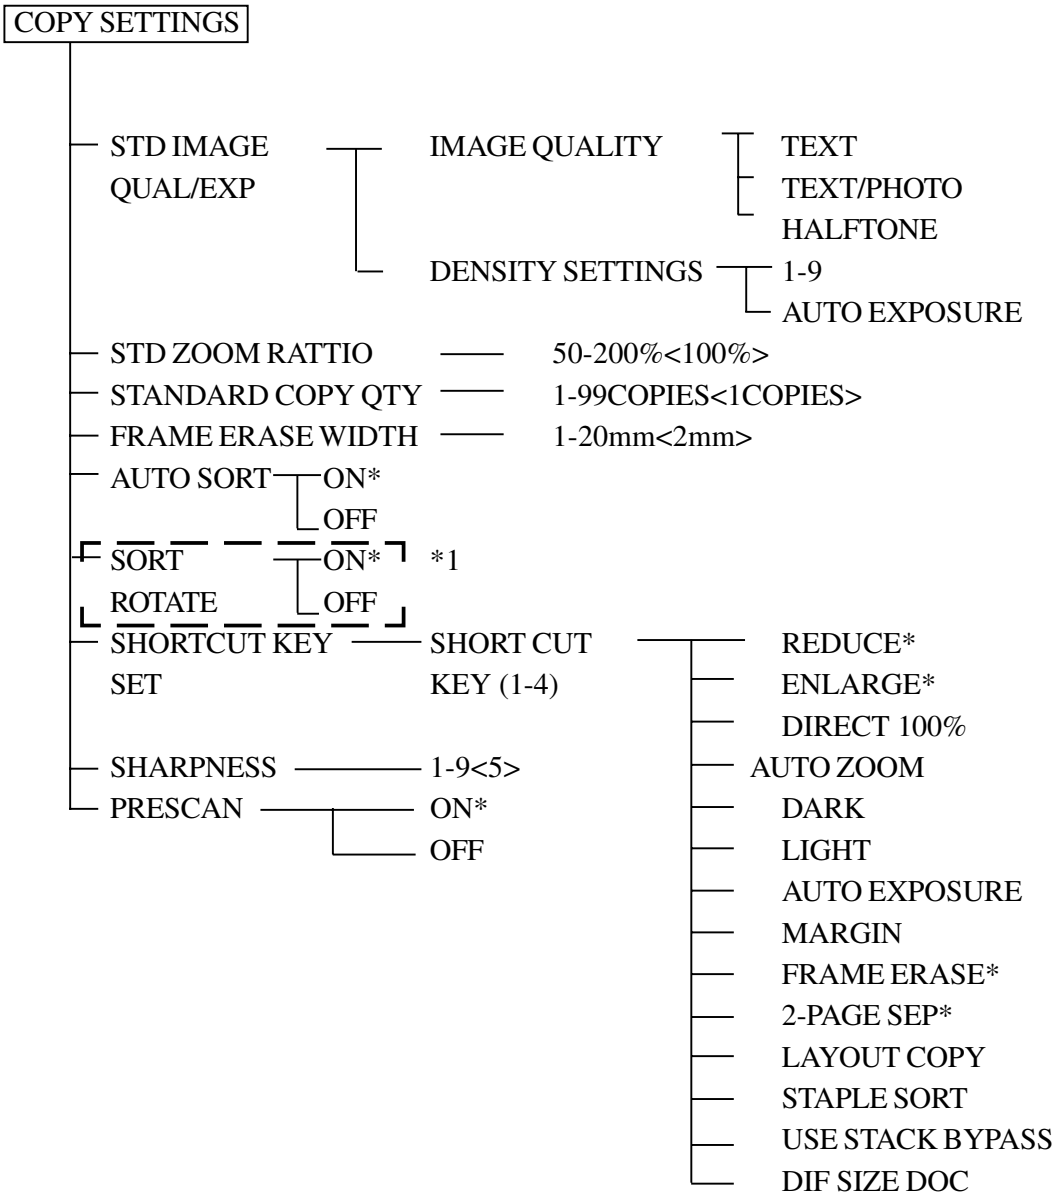 COPY SETTINGS
STD IMAGE IMAGE QUALITY TEXT
QUAL/EXP TEXT/PHOTO
HALFTONE
DENSITY SETTINGS 1-9
AUTO EXPOSURE
STD ZOOM RATTIO 50-200%<100%>
STANDARD COPY QTY 1-99COPIES<1COPIES>
FRAME ERASE WIDTH 1-20mm<2mm>
AUTO SORT ON*
OFF
SORT ON* *1
ROTATE OFF
SHORTCUT KEY SHORT CUT REDUCE*
SET KEY (1-4) ENLARGE*
DIRECT 100%
SHARPNESS 1-9<5> AUTO ZOOM
PRESCAN ON* DARK
OFF LIGHT
AUTO EXPOSURE
MARGIN
FRAME ERASE*
2-PAGE SEP*
LAYOUT COPY
STAPLE SORT
USE STACK BYPASS
DIF SIZE DOC